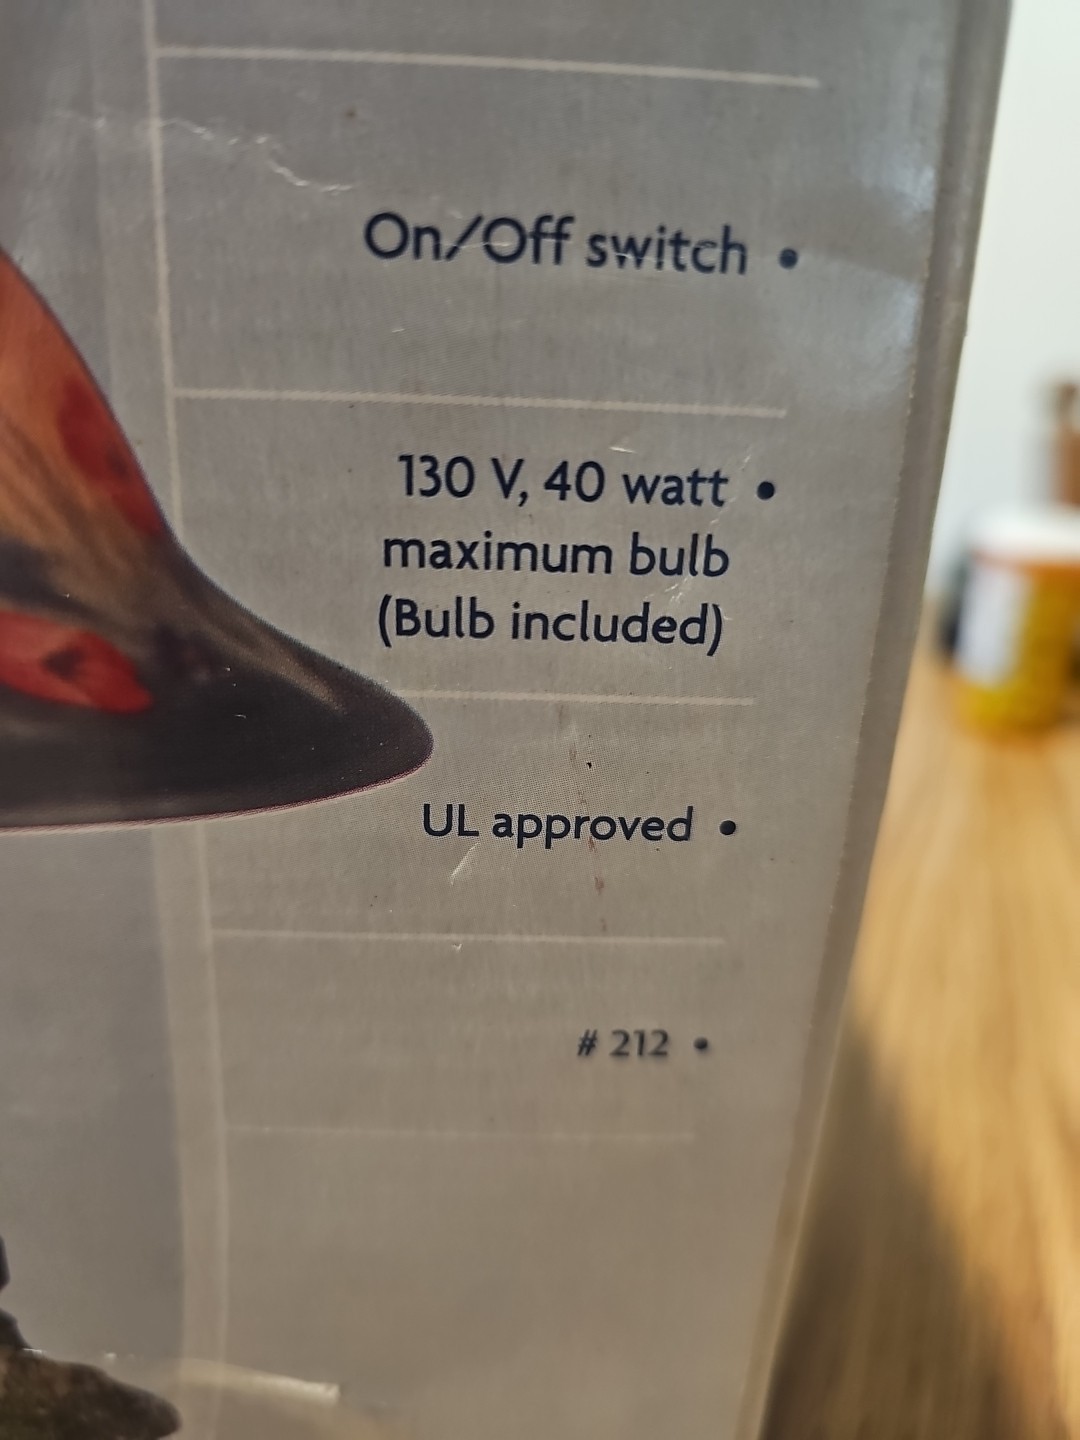 On/Off switch •
130 V, 40 watt •
maximum bulb
(Bulb included)
UL approved •
# 212 •